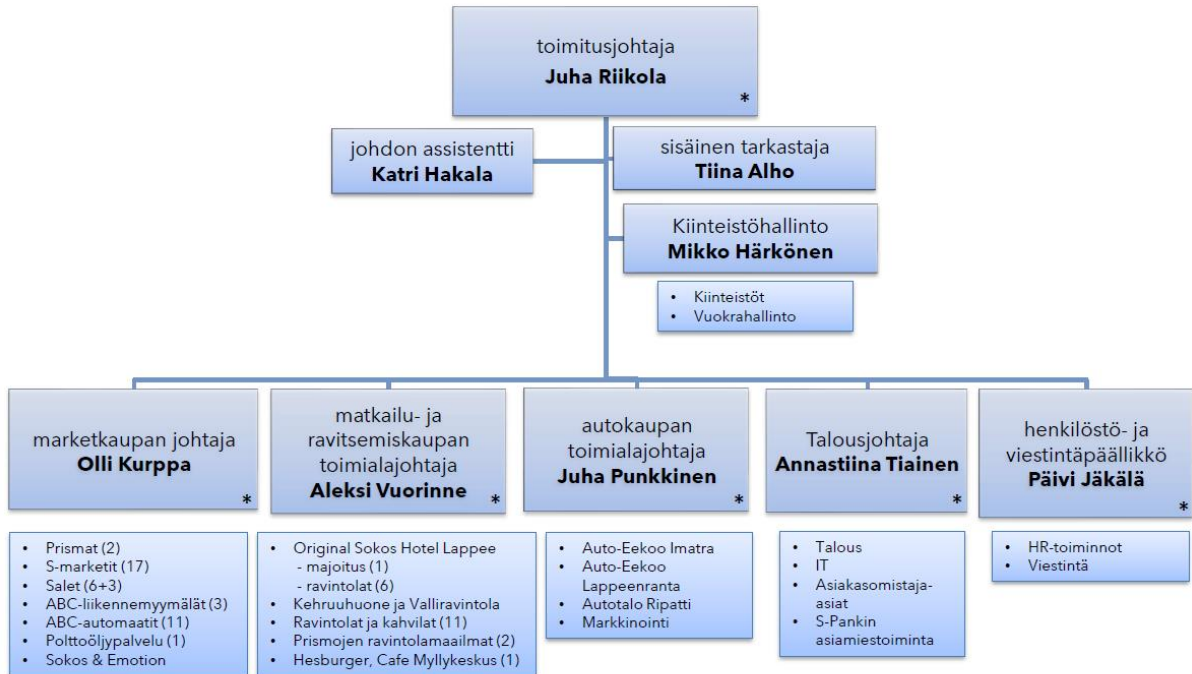 toimitusjohtaja
Juha Riikola
*
johdon assistentti
Katri Hakala
sisäinen tarkastaja
Tiina Alho
Kiinteistöhallinto
Mikko Härkönen
• Kiinteistöt
• Vuokrahallinto
marketkaupan johtaja
Olli Kurppa
*
• Prismat (2)
• S-marketit (17)
• Salet (6+3)
• ABC-liikennemyymälät (3)
• ABC-automaatit (11)
• Polttoöljypalvelu (1)
• Sokos & Emotion
matkailu- ja
ravitsemiskaupan
toimialajohtaja
Aleksi Vuorinne
*
• Original Sokos Hotel Lappee
- majoitus (1)
- ravintolat (6)
• Kehruuhuone ja Valliravintola
• Ravintolat ja kahvilat (11)
• Prismojen ravintolamaailmat (2)
• Hesburger, Cafe Myllykeskus (1)
autokaupan
toimialajohtaja
Juha Punkkinen
*
• Auto-Eekoo Imatra
• Auto-Eekoo
Lappeenranta
• Autotalo Ripatti
• Markkinointi
Talousjohtaja
Annastiina Tiainen
*
• Talous
• IT
• Asiakasomistaja-
asiat
• S-Pankin
asiamiestoiminta
henkilöstö- ja
viestintäpäällikkö
Päivi Jäkälä
*
• HR-toiminnot
• Viestintä